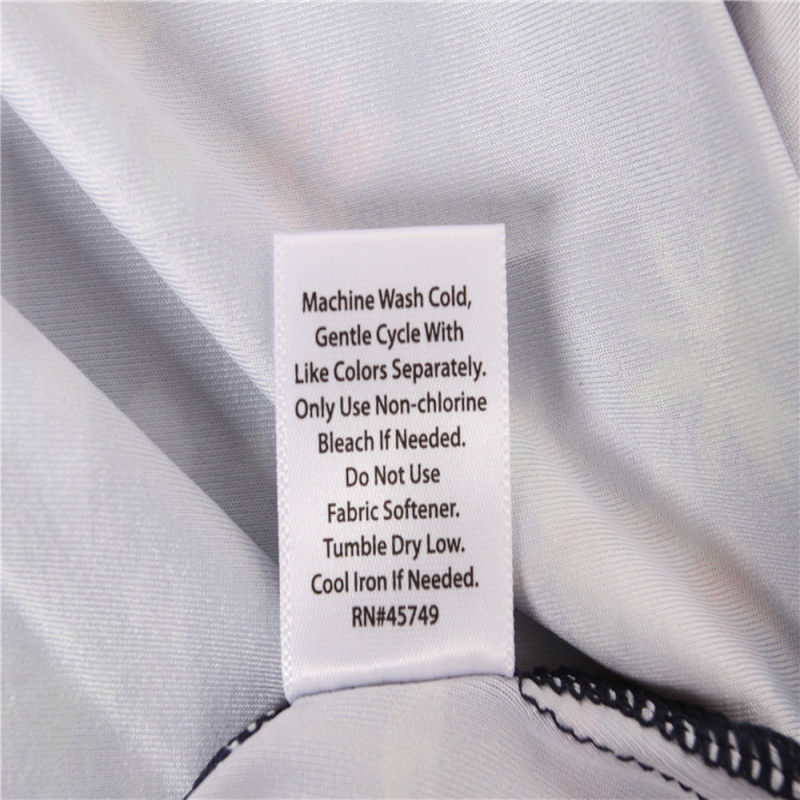 Machine Wash Cold,
Gentle Cycle With
Like Colors Separately.
Only Use Non-chlorine
Bleach If Needed.
Do Not Use
Fabric Softener.
Tumble Dry Low.
Cool Iron If Needed.
RN#45749